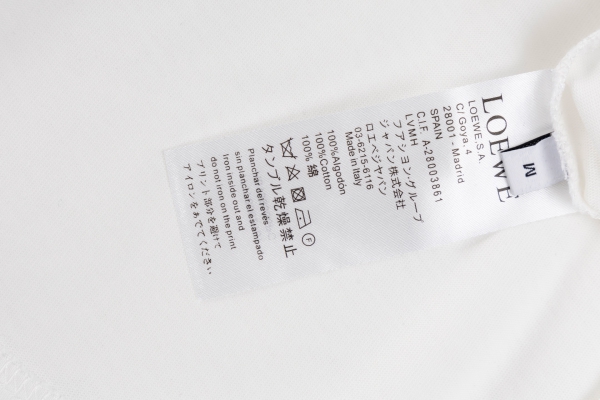 LOEWE
M
LOEWE.S.A.
C/Goya.4
28001 - Madrid
SPAIN
C.I.F. A-28003861
LVMH
フアシヨン.グループ
ジャパン株式会社
ロエベジヤパン
03-6215-6116
Made in Italy
100%Algodón
100%Cotton
100% 綿
F
タンブル乾燥禁止
Planchar del revés
sin planchar el estampado
Iron inside out and
do not iron on the print
プリント部分を避けて
アイロンをあててください